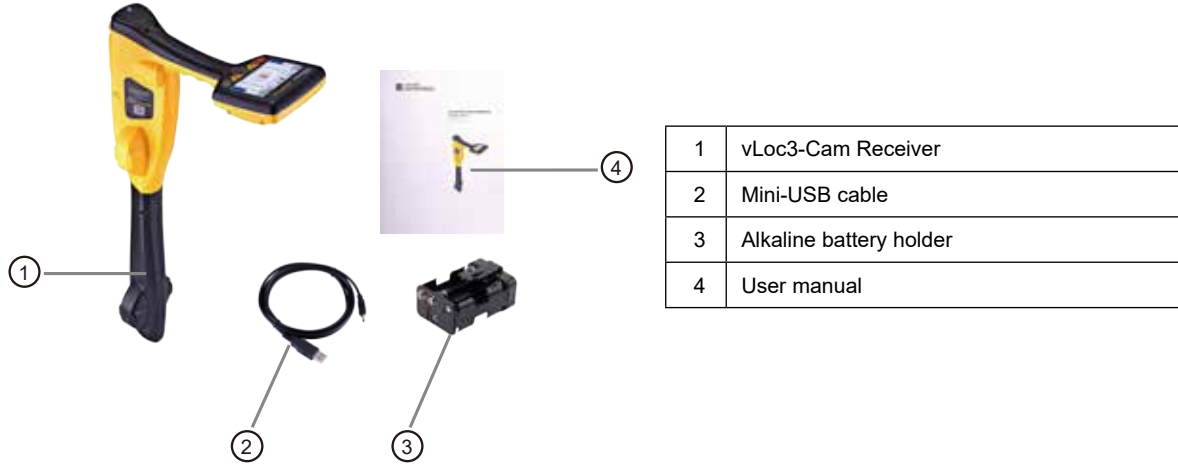 1
2
3
4
1 vLoc3-Cam Receiver
2 Mini-USB cable
3 Alkaline battery holder
4 User manual